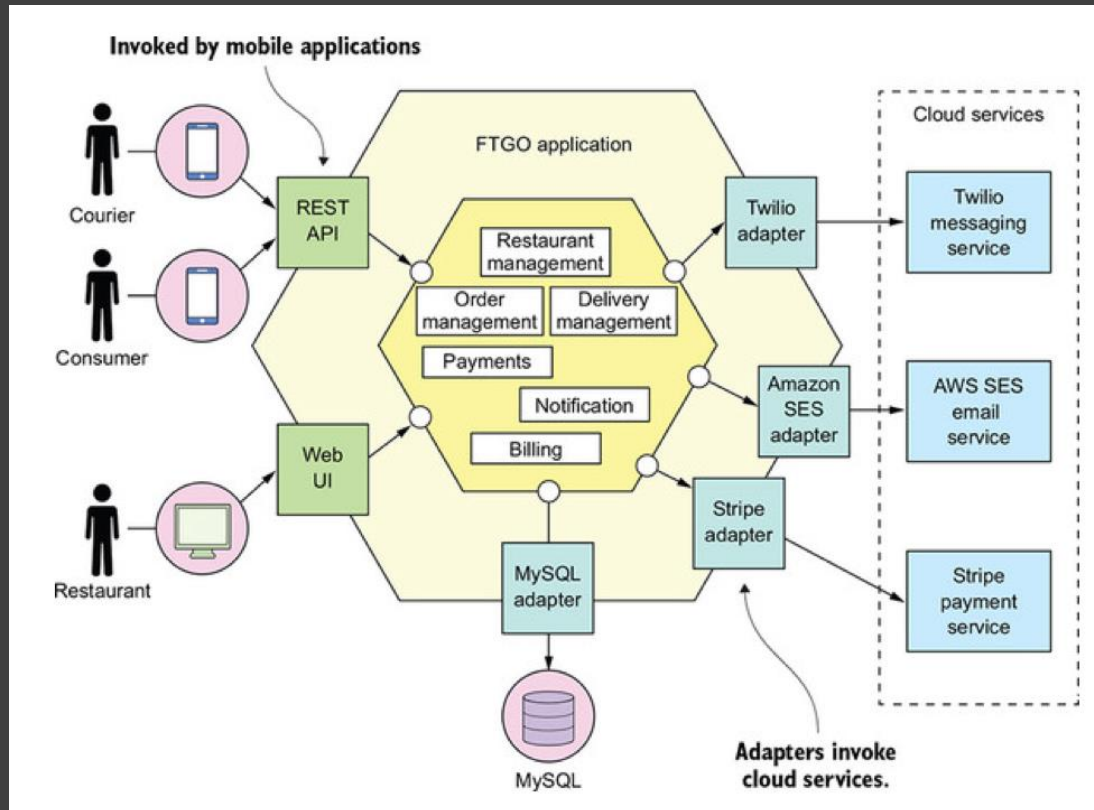 Invoked by mobile applications
Courier
Consumer
Restaurant
REST
API
Web
UI
FTGO application
Restaurant
management
Order
management
Delivery
management
Payments
Notification
Billing
Twilio
adapter
Amazon
SES
adapter
Stripe
adapter
MySQL
adapter
MySQL
Cloud services
Twilio
messaging
service
AWS SES
email
service
Stripe
payment
service
Adapters invoke
cloud services.